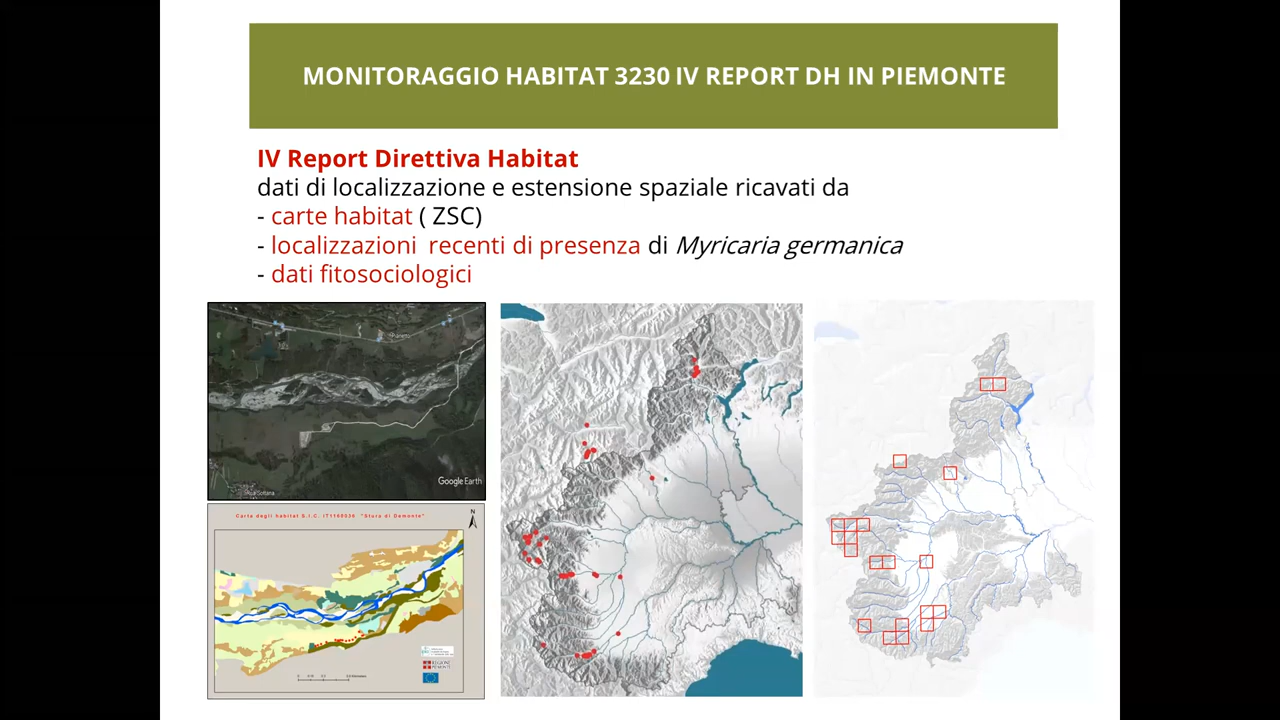 MONITORAGGIO HABITAT 3230 IV REPORT DH IN PIEMONTE
IV Report Direttiva Habitat
dati di localizzazione e estensione spaziale ricavati da
- carte habitat ( ZSC)
- localizzazioni recenti di presenza di Myricaria germanica
- dati fitosociologici
Google Earth
Carta degli habitat S.I.C. IT1160036 "Stura di Demonte"
N
REGIONE
PIEMONTE